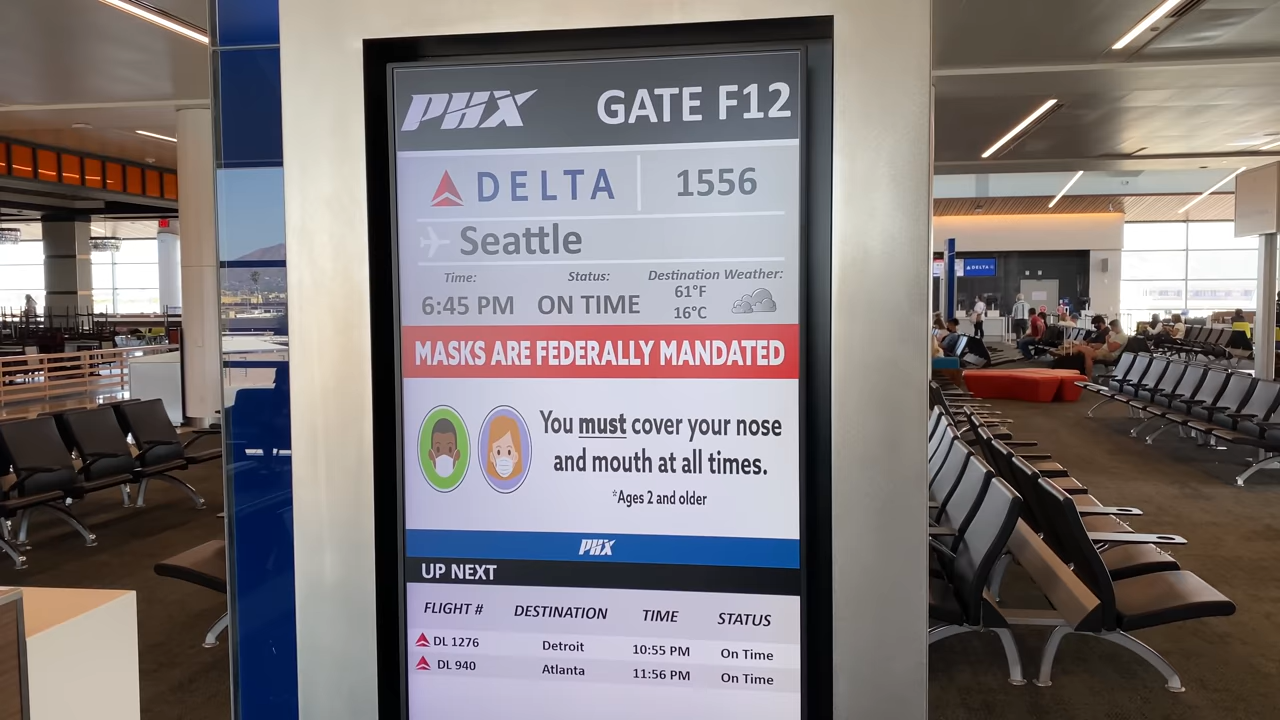 PHX GATE F12
DELTA 1556
Seattle
Time: Status: Destination Weather:
6:45 PM ON TIME 61°F
16°C
MASKS ARE FEDERALLY MANDATED
You must cover your nose
and mouth at all times.
*Ages 2 and older
PHX
UP NEXT
FLIGHT # DESTINATION TIME STATUS
DL 1276 Detroit 10:55 PM On Time
DL 940 Atlanta 11:56 PM On Time
DELTA